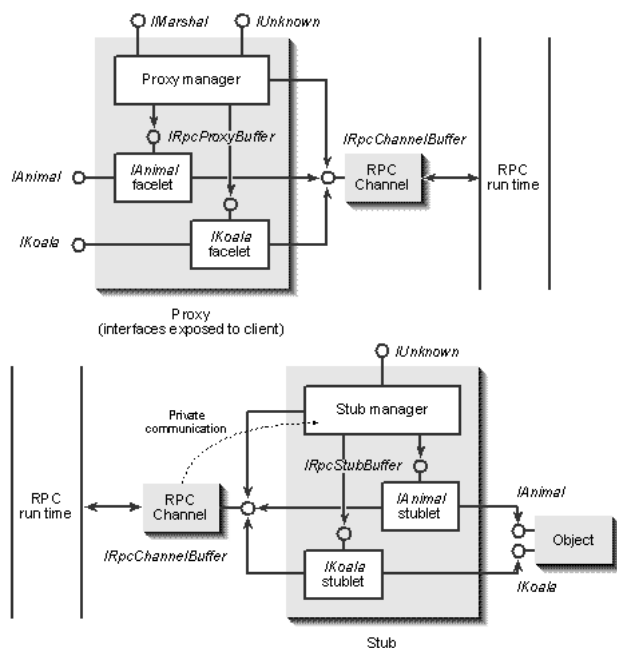 IMarshal
IUnknown
Proxy manager
IRpcProxyBuffer
IRpcChannelBuffer
IAnimal
IAnimal
facelet
RPC
Channel
RPC
run time
IKoala
IKoala
facelet
Proxy
(interfaces exposed to client)
IUnknown
Private
communication
Stub manager
IRpcStubBuffer
RPC
run time
RPC
Channel
IAnimal
stublet
IAnimal
Object
IRpcChannelBuffer
IKoala
stublet
IKoala
Stub